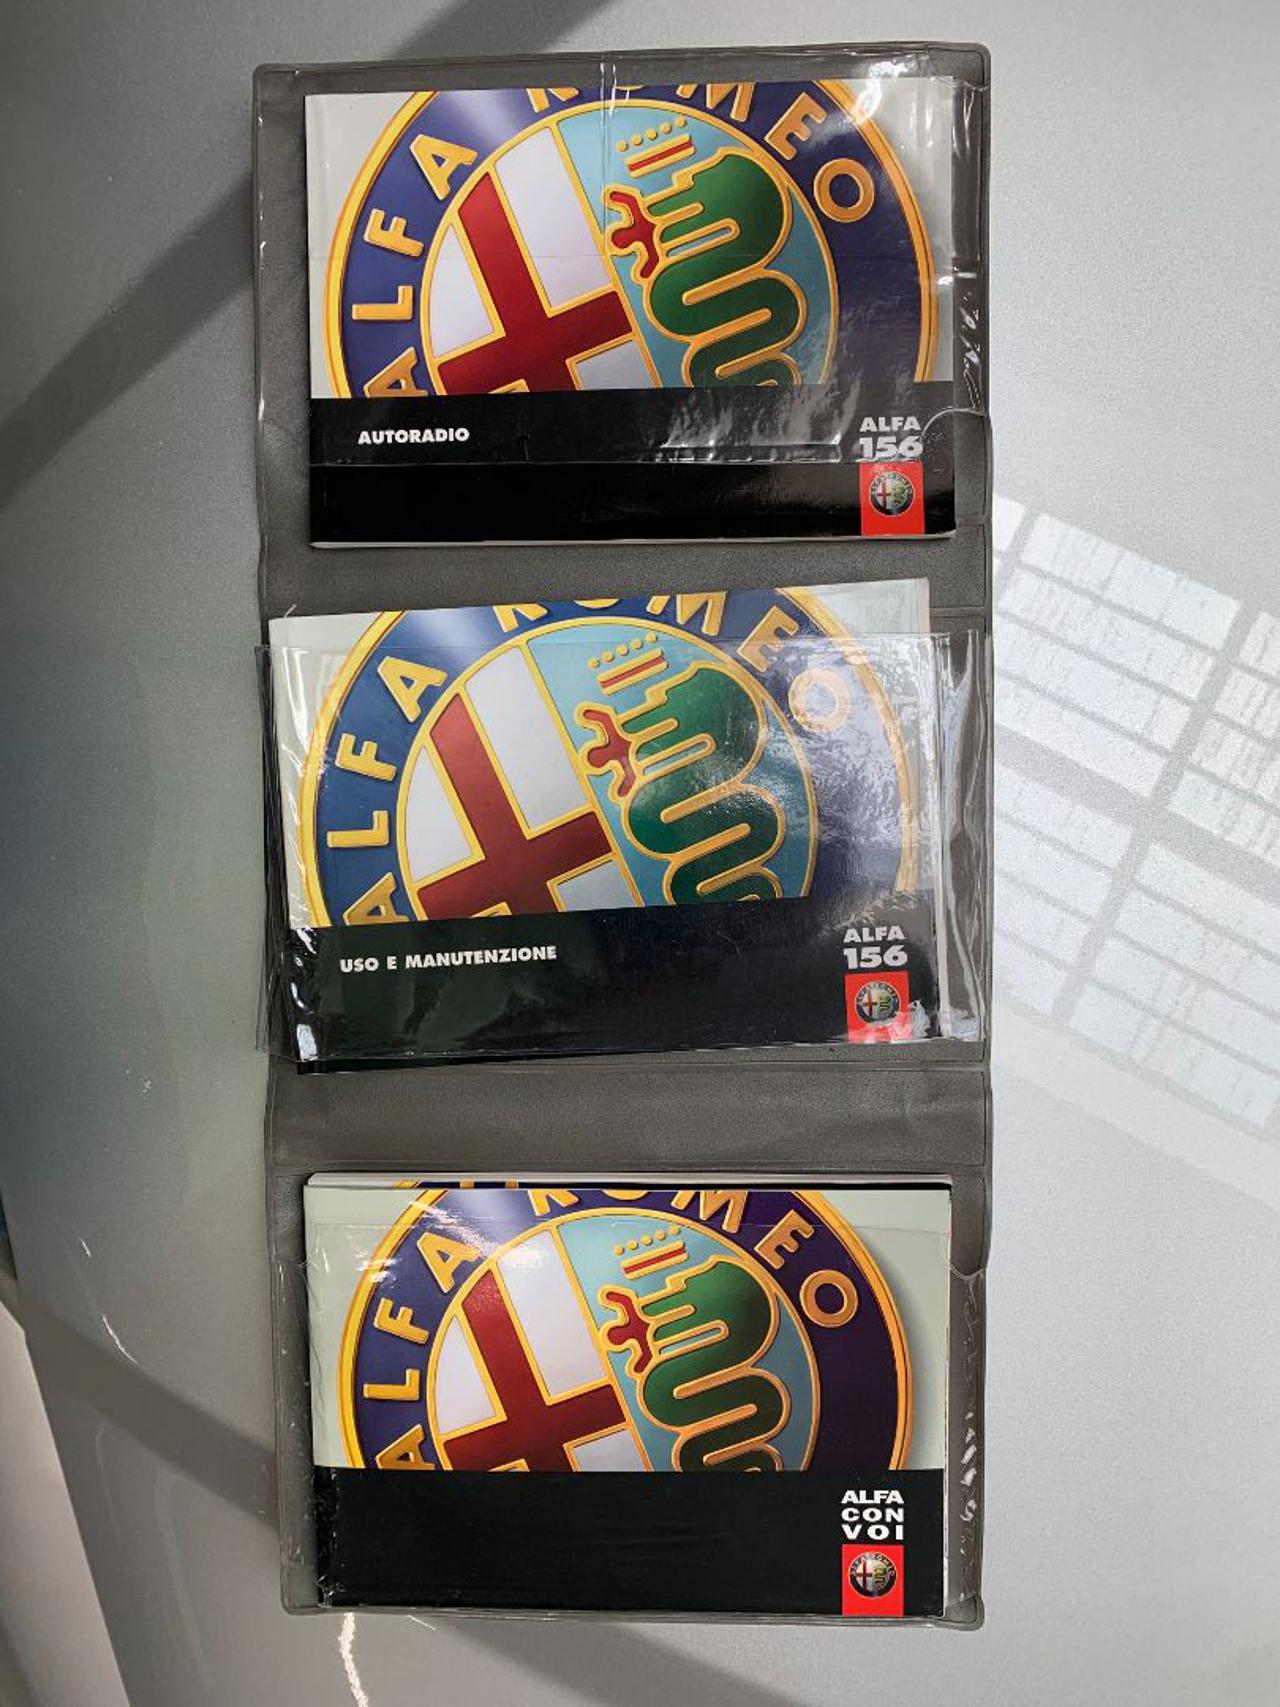 ALFA ROMEO
AUTORADIO
ALFA
156
ALFA ROMEO
USO E MANUTENZIONE
ALFA
156
ALFA ROMEO
ALFA
CON
VOI